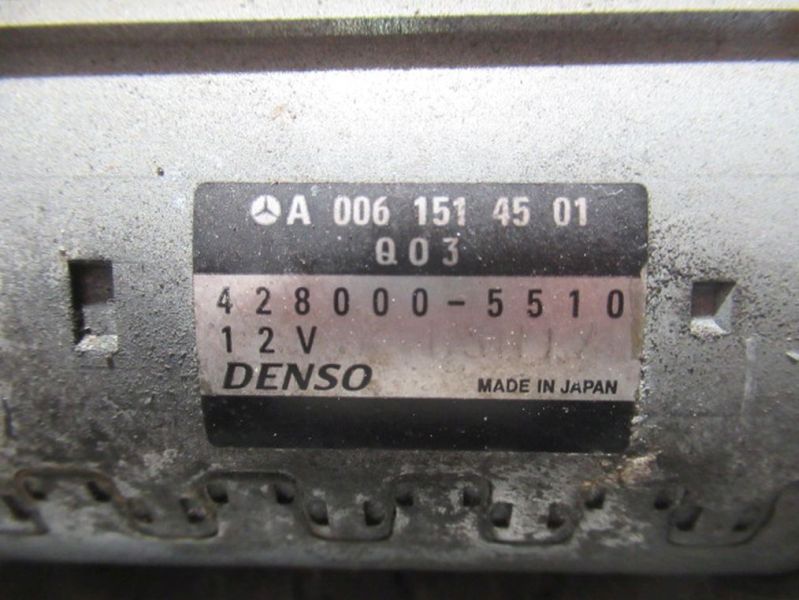 A 006 151 45 01
Q03
428000-5510
12V
DENSO
MADE IN JAPAN